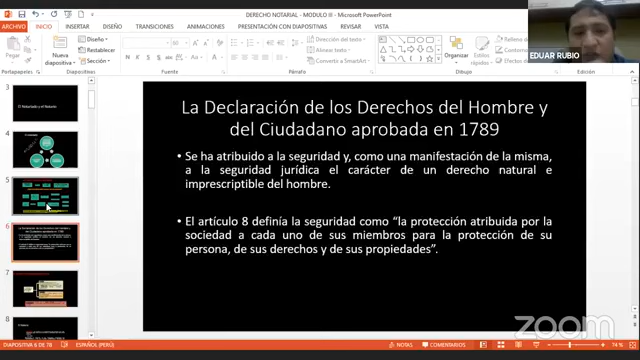 DERECHO NOTARIAL - MODULO III - Microsoft PowerPoint
ARCHIVO INICIO INSERTAR DISEÑO TRANSICIONES ANIMACIONES PRESENTACIÓN CON DIAPOSITIVAS REVISAR VISTA
EDUAR RUBIO
Pegar
Nueva diapositiva
Diseño
Restablecer
Sección
Dirección del texto
Alinear texto
Convertir a SmartArt
Organizar
Estilos rápidos
Portapapeles Diapositivas Fuente Párrafo Dibujo
3
El Notariado y el Notario
4
5
6
7
8
La Declaración de los Derechos del Hombre y
del Ciudadano aprobada en 1789
• Se ha atribuido a la seguridad y, como una manifestación de la misma,
a la seguridad jurídica el carácter de un derecho natural e
imprescriptible del hombre.
• El artículo 8 definía la seguridad como “la protección atribuida por la
sociedad a cada uno de sus miembros para la protección de su
persona, de sus derechos y de sus propiedades”.
zoom
DIAPOSITIVA 6 DE 78 ESPAÑOL (PERÚ) NOTAS COMENTARIOS 74 %